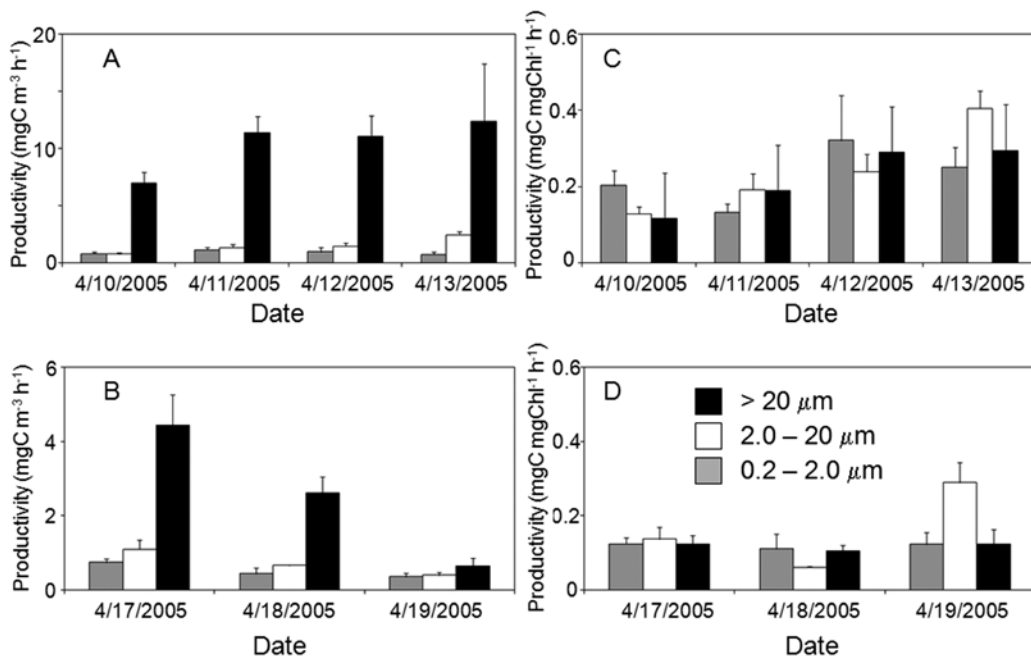 A
Productivity (mgC m⁻³ h⁻¹)
20
10
0
4/10/2005 4/11/2005 4/12/2005 4/13/2005
Date
C
Productivity (mgC mgChl⁻¹ h⁻¹)
0.6
0.4
0.2
0
4/10/2005 4/11/2005 4/12/2005 4/13/2005
Date
B
Productivity (mgC m⁻³ h⁻¹)
6
4
2
0
4/17/2005 4/18/2005 4/19/2005
Date
D
Productivity (mgC mgChl⁻¹ h⁻¹)
0.6
0.4
0.2
0
> 20 μm
2.0 – 20 μm
0.2 – 2.0 μm
4/17/2005 4/18/2005 4/19/2005
Date